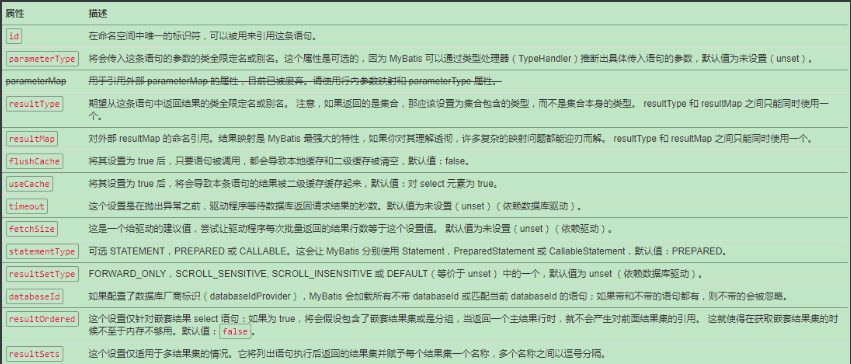 属性 描述
id 在命名空间中唯一的标识符，可以被用来引用这条语句。
parameterType 将会传入这条语句的参数的类全限定名或别名。这个属性是可选的，因为 MyBatis 可以通过类型处理器（TypeHandler）推断出具体传入语句的参数，默认值为未设置（unset）。
parameterMap 用于引用外部 parameterMap 的属性，目前已被废弃。请使用行内参数映射和 parameterType 属性。
resultType 期望从这条语句中返回结果的类全限定名或别名。 注意，如果返回的是集合，那应该设置为集合包含的类型，而不是集合本身的类型。 resultType 和 resultMap 之间只能同时使用一
个。
resultMap 对外部 resultMap 的命名引用。结果映射是 MyBatis 最强大的特性，如果你对其理解透彻，许多复杂的映射问题都能迎刃而解。 resultType 和 resultMap 之间只能同时使用一个。
flushCache 将其设置为 true 后，只要语句被调用，都会导致本地缓存和二级缓存被清空，默认值：false。
useCache 将其设置为 true 后，将会导致本条语句的结果被二级缓存缓存起来，默认值：对 select 元素为 true。
timeout 这个设置是在抛出异常之前，驱动程序等待数据库返回请求结果的秒数。默认值为未设置（unset）（依赖数据库驱动）。
fetchSize 这是一个给驱动的建议值，尝试让驱动程序每次批量返回的结果行数等于这个设置值。 默认值为未设置（unset）（依赖驱动）。
statementType 可选 STATEMENT，PREPARED 或 CALLABLE。这会让 MyBatis 分别使用 Statement，PreparedStatement 或 CallableStatement，默认值：PREPARED。
resultSetType FORWARD_ONLY，SCROLL_SENSITIVE, SCROLL_INSENSITIVE 或 DEFAULT（等价于 unset） 中的一个，默认值为 unset （依赖数据库驱动）。
databaseId 如果配置了数据库厂商标识（databaseIdProvider），MyBatis 会加载所有不带 databaseId 或匹配当前 databaseId 的语句；如果带和不带的语句都有，则不带的会被忽略。
resultOrdered 这个设置仅针对嵌套结果 select 语句：如果为 true，将会假设包含了嵌套结果集或是分组，当返回一个主结果行时，就不会产生对前面结果集的引用。 这就使得在获取嵌套结果集的时
候不至于内存不够用。默认值：false。
resultSets 这个设置仅适用于多结果集的情况。它将列出语句执行后返回的结果集并赋予每个结果集一个名称，多个名称之间以逗号分隔。